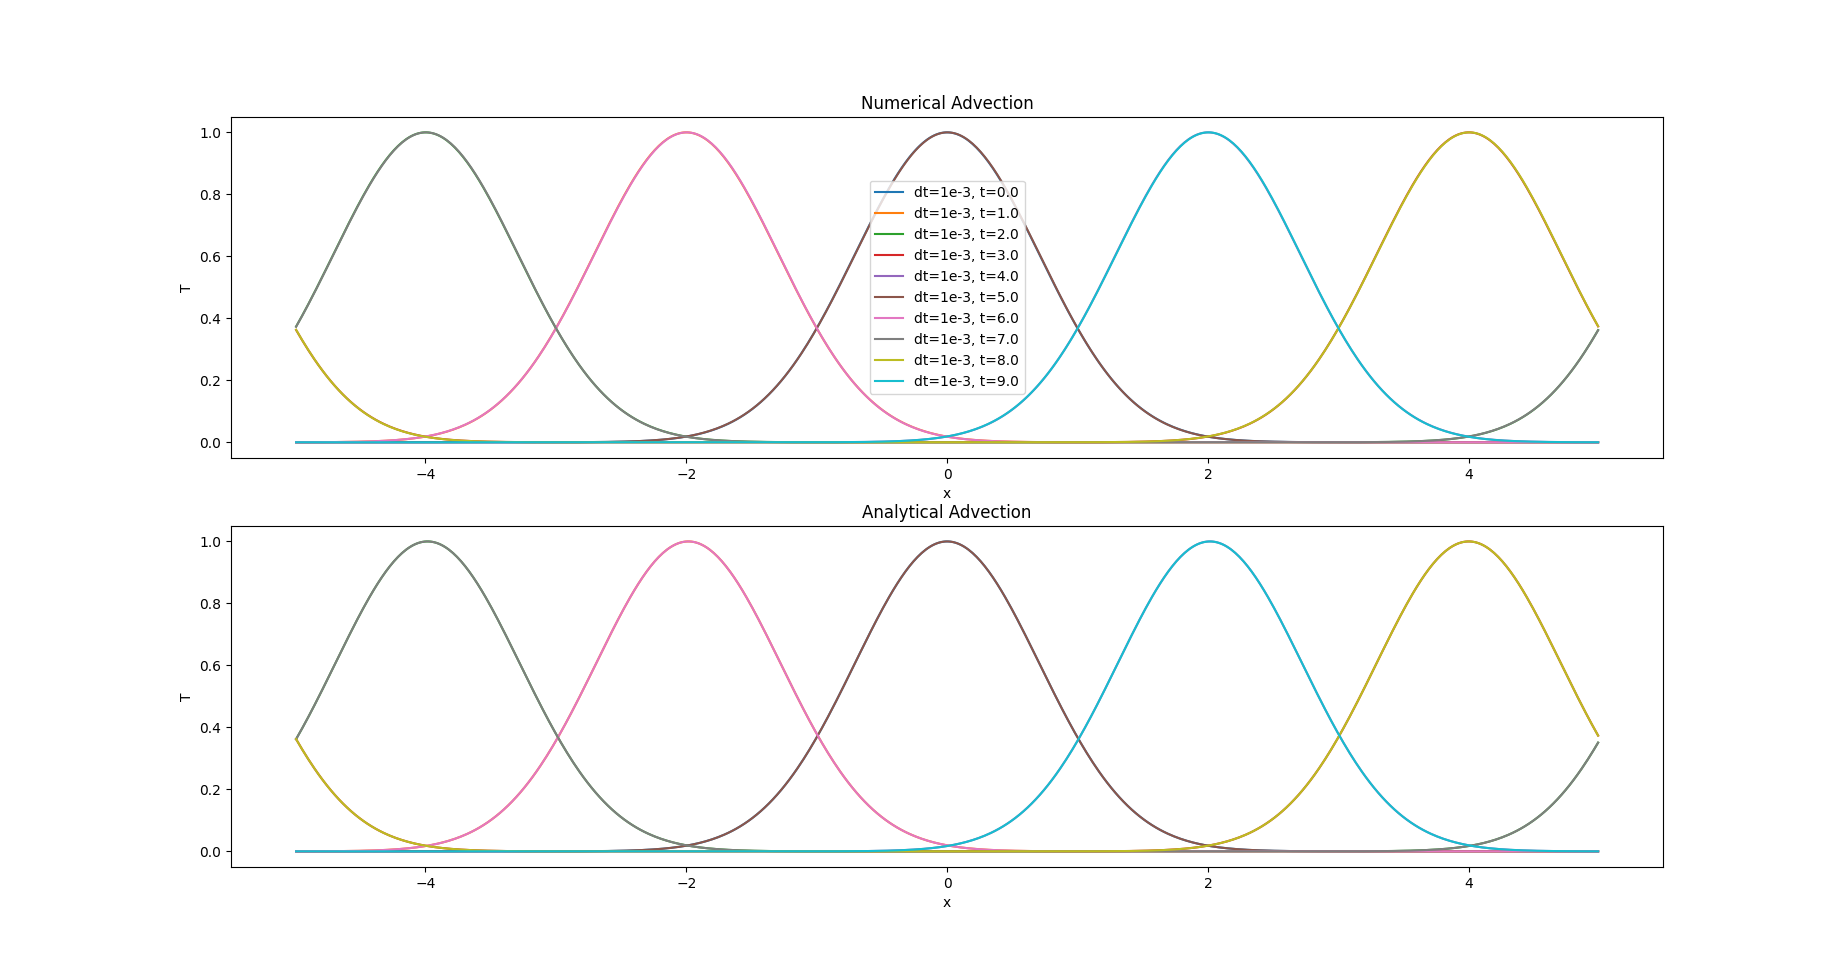 Numerical Advection
1.0
0.8
0.6
0.4
0.2
0.0
T
dt=1e-3, t=0.0
dt=1e-3, t=1.0
dt=1e-3, t=2.0
dt=1e-3, t=3.0
dt=1e-3, t=4.0
dt=1e-3, t=5.0
dt=1e-3, t=6.0
dt=1e-3, t=7.0
dt=1e-3, t=8.0
dt=1e-3, t=9.0
−4 −2 0 2 4
x
Analytical Advection
1.0
0.8
0.6
0.4
0.2
0.0
T
−4 −2 0 2 4
x